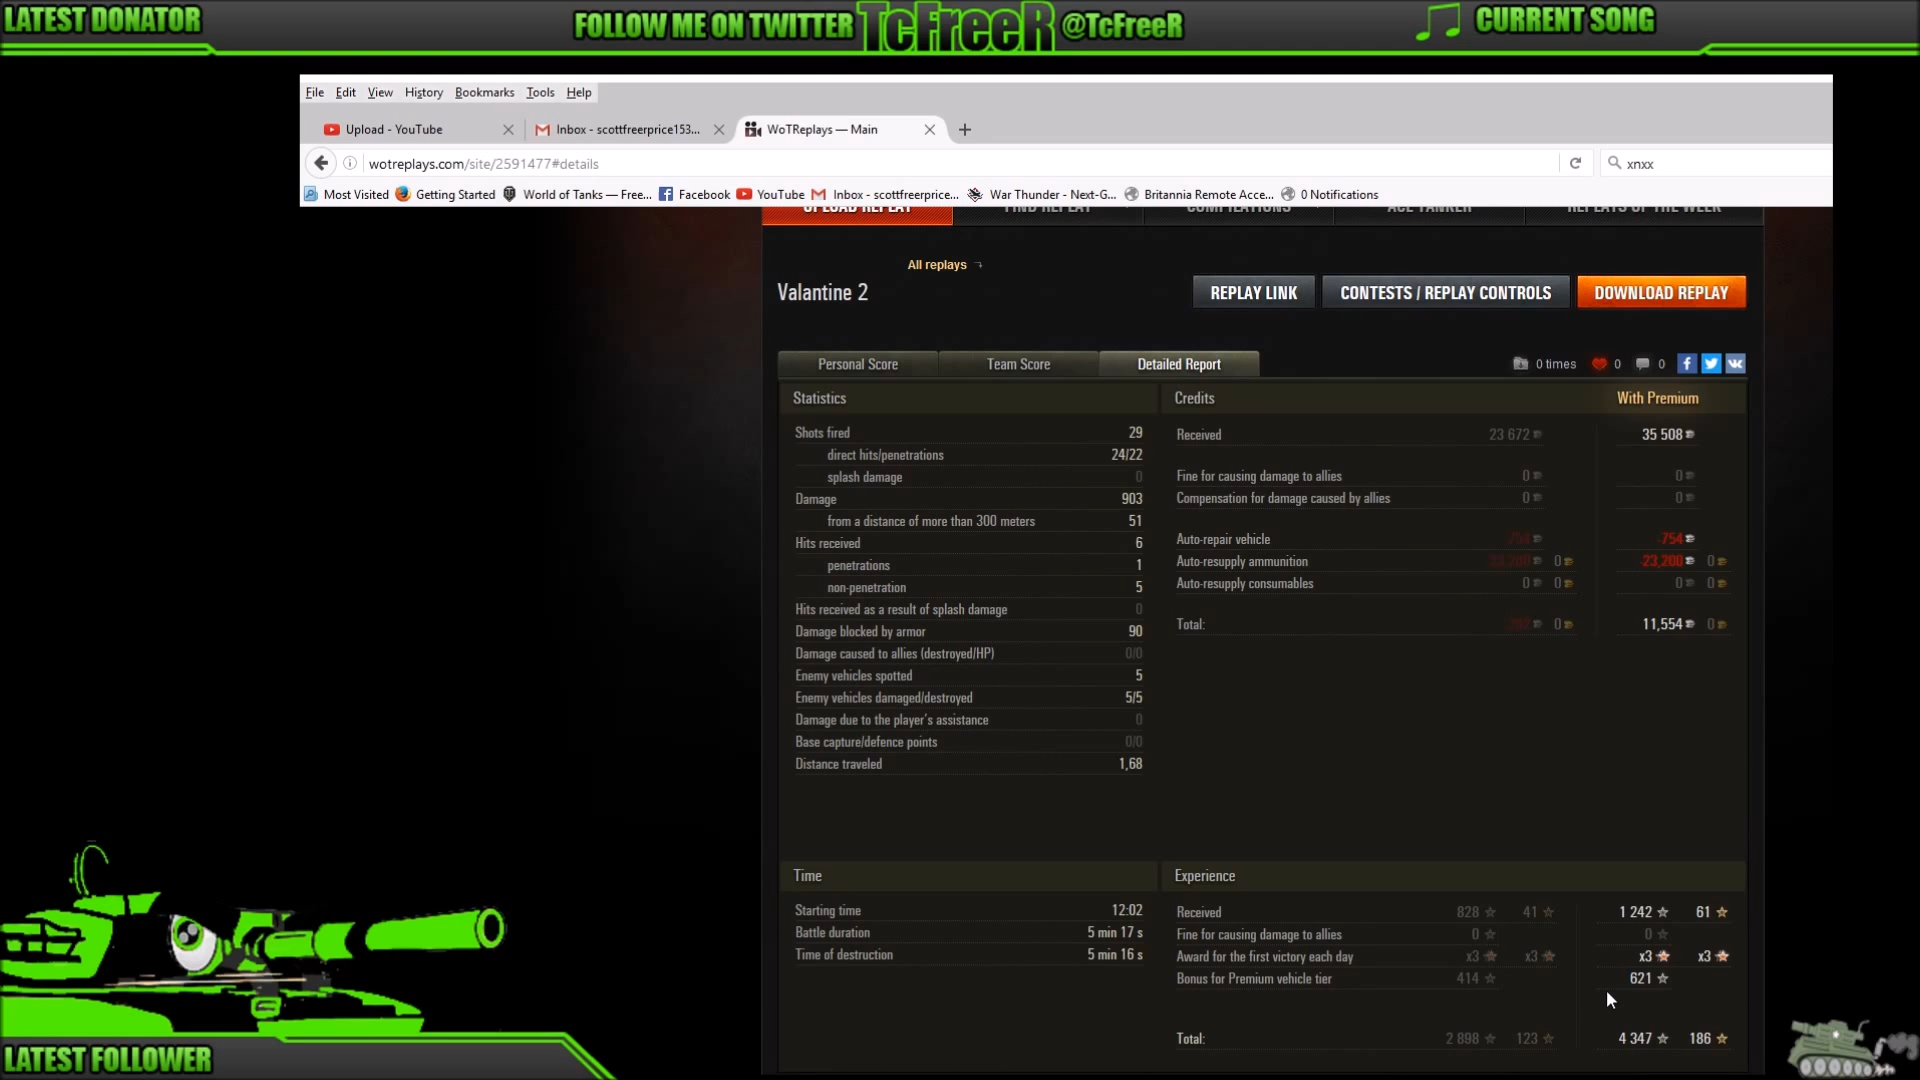 LATEST DONATOR
FOLLOW ME ON TWITTER TcFreeR @TcFreeR
CURRENT SONG
File Edit View History Bookmarks Tools Help
Upload - YouTube
Inbox - scottfreerprice153...
WoTReplays — Main
wotreplays.com/site/2591477#details
xnxx
Most Visited Getting Started World of Tanks — Free... Facebook YouTube Inbox - scottfreerprice... War Thunder - Next-G... Britannia Remote Acce... 0 Notifications
UPLOAD REPLAY FIND REPLAY COMPILATIONS ACE TANKER REPLAYS OF THE WEEK
All replays
Valantine 2
REPLAY LINK CONTESTS / REPLAY CONTROLS DOWNLOAD REPLAY
Personal Score Team Score Detailed Report
0 times 0 0
Statistics
Shots fired 29
direct hits/penetrations 24/22
splash damage 0
Damage 903
from a distance of more than 300 meters 51
Hits received 6
penetrations 1
non-penetration 5
Hits received as a result of splash damage 0
Damage blocked by armor 90
Damage caused to allies (destroyed/HP) 0/0
Enemy vehicles spotted 5
Enemy vehicles damaged/destroyed 5/5
Damage due to the player's assistance 0
Base capture/defence points 0/0
Distance traveled 1,68
Credits With Premium
Received 23 672 35 508
Fine for causing damage to allies 0 0
Compensation for damage caused by allies 0 0
Auto-repair vehicle -754
Auto-resupply ammunition 0 -23,200 0
Auto-resupply consumables 0 0 0 0
Total: 0 11,554 0
Time
Starting time 12:02
Battle duration 5 min 17 s
Time of destruction 5 min 16 s
Experience
Received 828 41 1 242 61
Fine for causing damage to allies 0 0
Award for the first victory each day x3 x3 x3 x3
Bonus for Premium vehicle tier 414 621
Total: 2 898 123 4 347 186
LATEST FOLLOWER